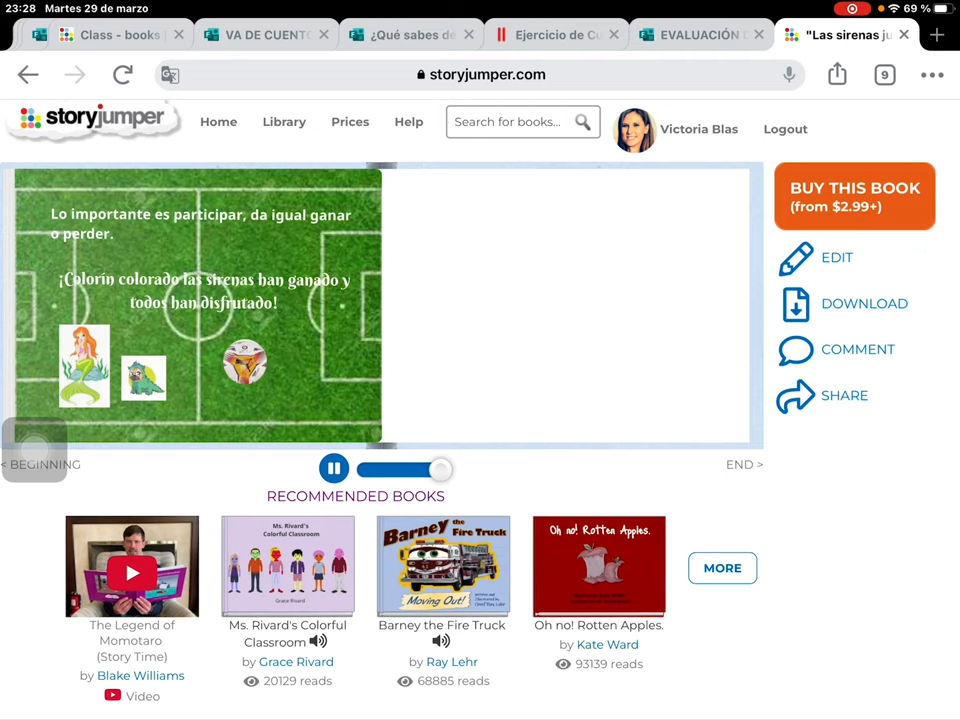 23:28 Martes 29 de marzo
69 %
Class - books
VA DE CUENT
¿Qué sabes de
Ejercicio de C
EVALUACIÓN
"Las sirenas ju
storyjumper.com
9
storyjumper
Home
Library
Prices
Help
Search for books...
Victoria Blas
Logout
Lo importante es participar, da igual ganar
o perder.
¡Colorín colorado las sirenas han ganado y
todos han disfrutado!
BUY THIS BOOK
(from $2.99+)
EDIT
DOWNLOAD
COMMENT
SHARE
< BEGINNING
END >
RECOMMENDED BOOKS
Ms. Rivard's
Colorful Classroom
Grace Rivard
Barney the
Fire Truck
Moving Out!
Oh no! Rotten Apples.
MORE
The Legend of
Momotaro
(Story Time)
by Blake Williams
Video
Ms. Rivard's Colorful
Classroom
by Grace Rivard
20129 reads
Barney the Fire Truck
by Ray Lehr
68885 reads
Oh no! Rotten Apples.
by Kate Ward
93139 reads